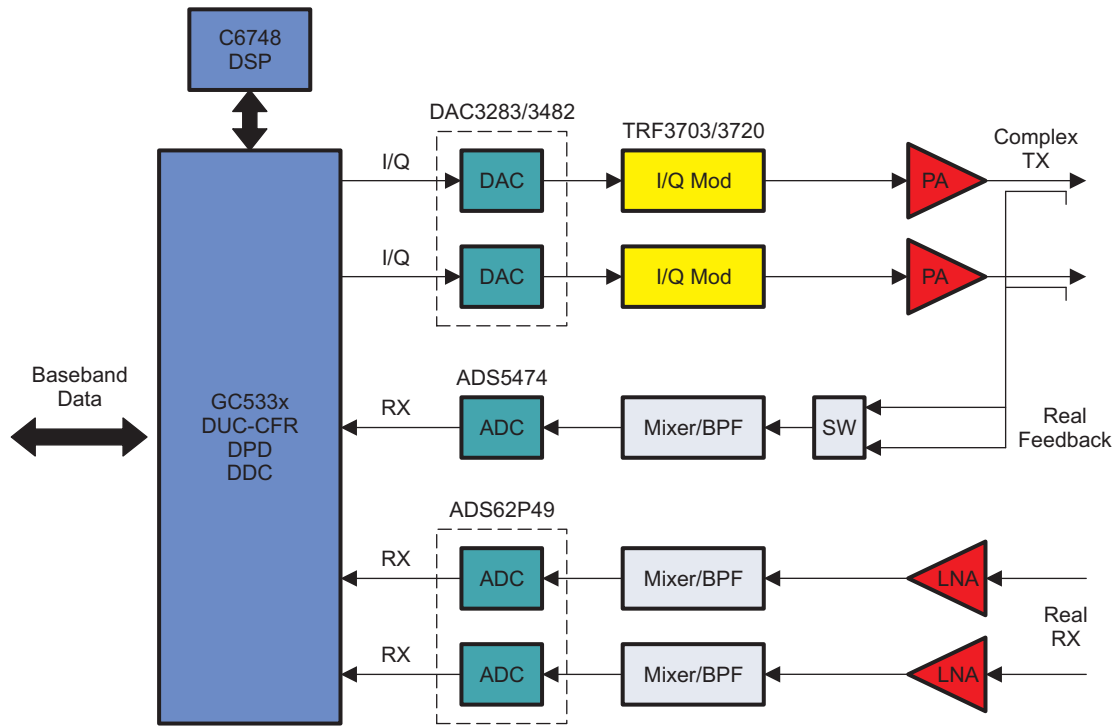 C6748
DSP
DAC3283/3482
TRF3703/3720
Complex
TX
I/Q
DAC
I/Q Mod
PA
I/Q
DAC
I/Q Mod
PA
Baseband
Data
GC533x
DUC-CFR
DPD
DDC
ADS5474
RX
ADC
Mixer/BPF
SW
Real
Feedback
ADS62P49
RX
ADC
Mixer/BPF
LNA
Real
RX
RX
ADC
Mixer/BPF
LNA